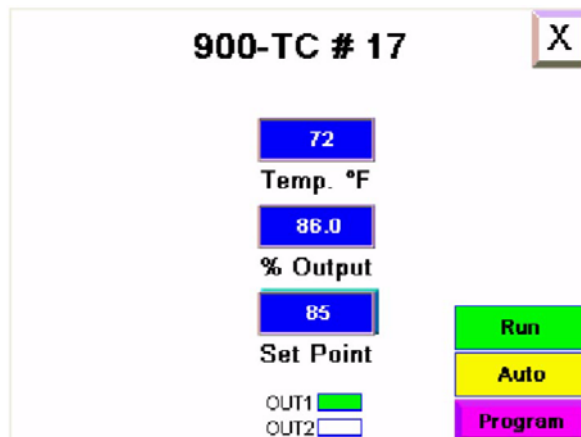 900-TC # 17
X
72
Temp. °F
86.0
% Output
85
Set Point
Run
Auto
OUT1
OUT2
Program